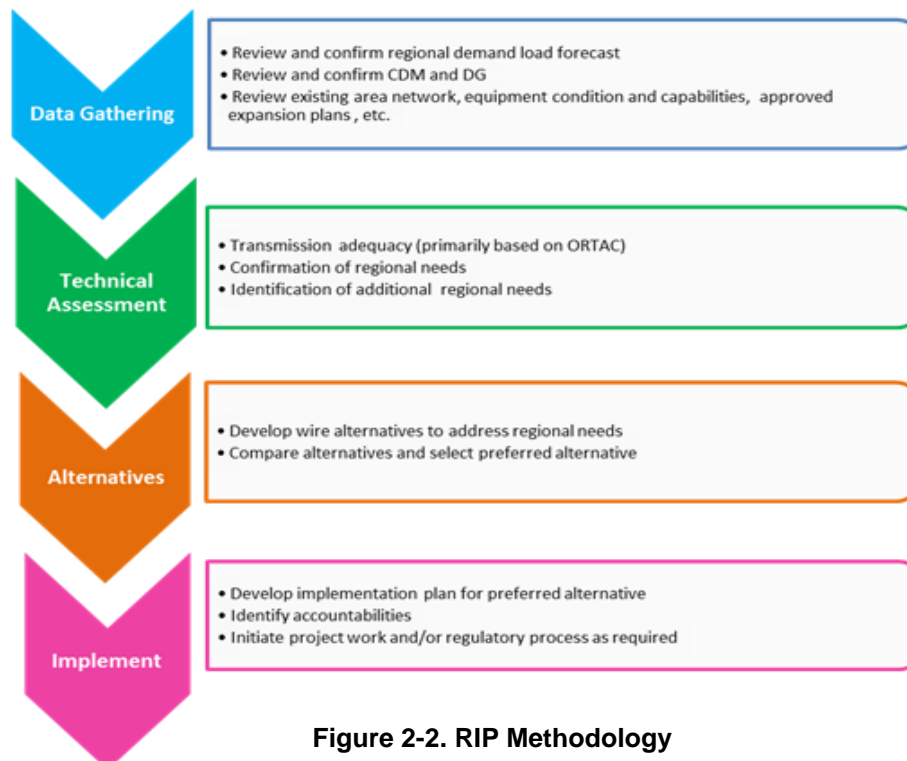 Data Gathering
• Review and confirm regional demand load forecast
• Review and confirm CDM and DG
• Review existing area network, equipment condition and capabilities, approved
expansion plans , etc.
Technical
Assessment
• Transmission adequacy (primarily based on ORTAC)
• Confirmation of regional needs
• Identification of additional regional needs
Alternatives
• Develop wire alternatives to address regional needs
• Compare alternatives and select preferred alternative
Implement
• Develop implementation plan for preferred alternative
• Identify accountabilities
• Initiate project work and/or regulatory process as required
Figure 2-2. RIP Methodology